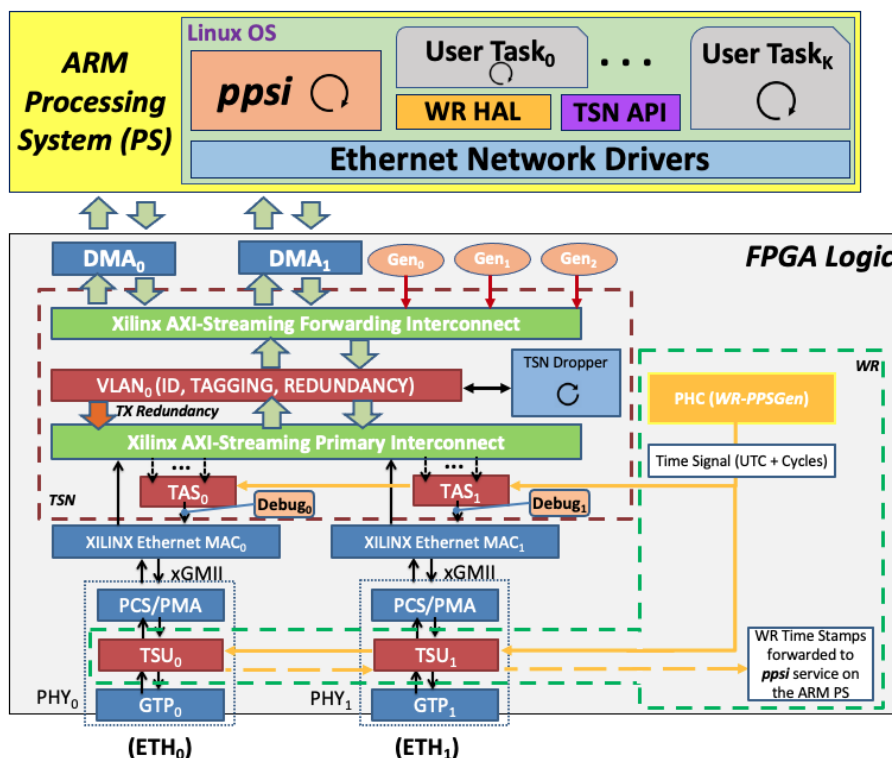 Linux OS
ARM
Processing
System (PS)
ppsi
User Task0
. . .
User TaskK
WR HAL
TSN API
Ethernet Network Drivers
DMA0
DMA1
Gen0
Gen1
Gen2
FPGA Logic
Xilinx AXI-Streaming Forwarding Interconnect
VLAN0 (ID, TAGGING, REDUNDANCY)
TSN Dropper
WR
PHC (WR-PPSGen)
TX Redundancy
Xilinx AXI-Streaming Primary Interconnect
Time Signal (UTC + Cycles)
...
...
TSN
TAS0
TAS1
Debug0
Debug1
XILINX Ethernet MAC0
XILINX Ethernet MAC1
xGMII
xGMII
PCS/PMA
PCS/PMA
TSU0
TSU1
WR Time Stamps
forwarded to
ppsi service on
the ARM PS
PHY0
GTP0
PHY1
GTP1
(ETH0)
(ETH1)